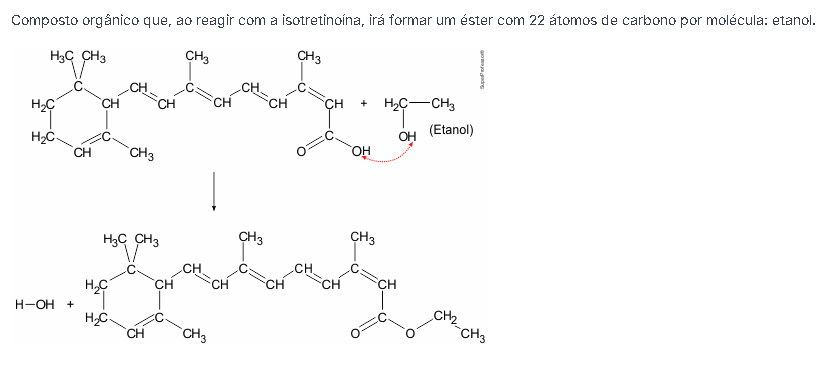 Composto orgânico que, ao reagir com a isotretinoína, irá formar um éster com 22 átomos de carbono por molécula: etanol.
H₃C CH₃ CH₃ CH₃
C CH C CH C
H₂C CH CH CH CH CH + H₂C—CH₃
H₂C C C OH (Etanol)
CH CH₃ O OH
H₃C CH₃ CH₃ CH₃
C CH C CH C
H₂C CH CH CH CH CH
H–OH + H₂C C C CH₂
CH CH₃ O O CH₃